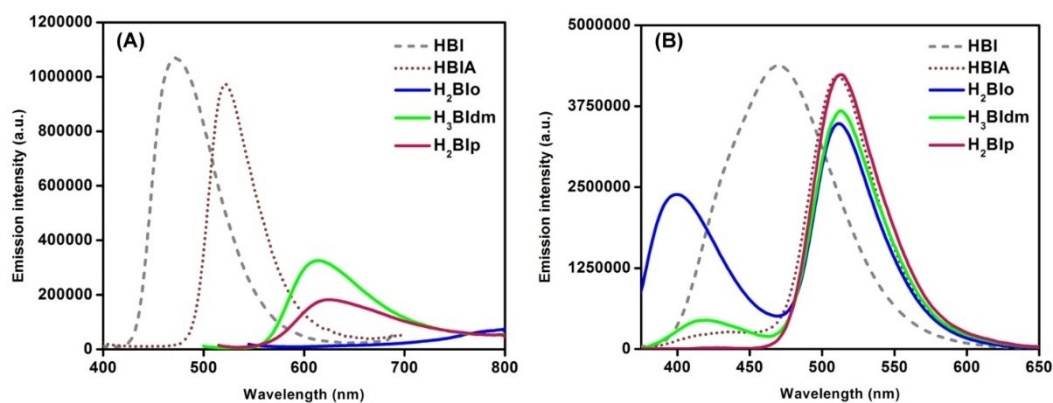 (A)
Emission intensity (a.u.)
1200000
1000000
800000
600000
400000
200000
0
400 500 600 700 800
Wavelength (nm)
HBI
HBIA
H₂BIo
H₃BIdm
H₂BIp
(B)
Emission intensity (a.u.)
5000000
3750000
2500000
1250000
0
400 450 500 550 600 650
Wavelength (nm)
HBI
HBIA
H₂BIo
H₃BIdm
H₂BIp